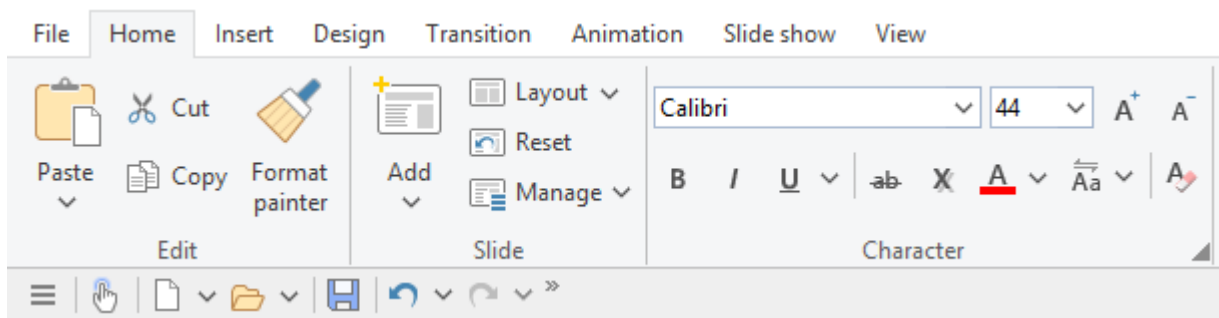 File Home Insert Design Transition Animation Slide show View
Paste
Cut
Copy
Format
painter
Edit
Add
Layout
Reset
Manage
Slide
Calibri 44 A+ A-
B I U ab X A Aa A
Character